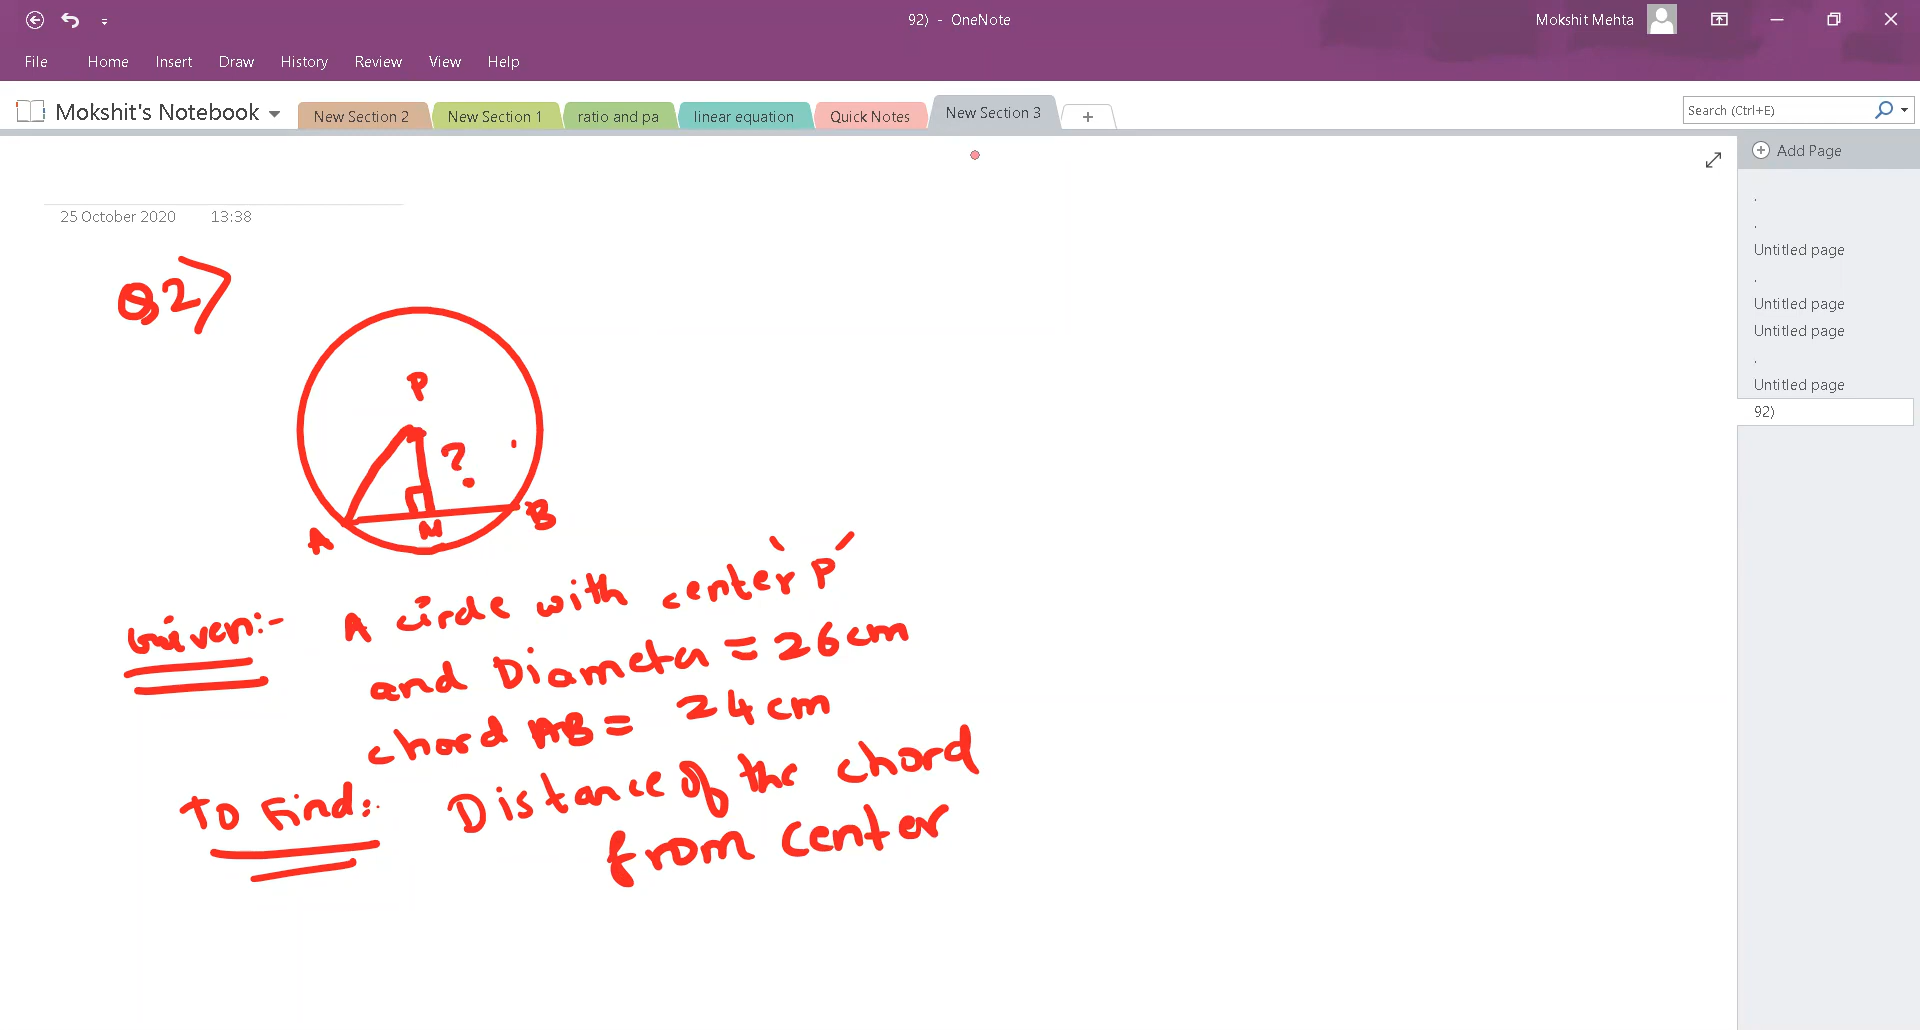 92) - OneNote
Mokshit Mehta
File Home Insert Draw History Review View Help
Mokshit's Notebook
New Section 2
New Section 1
ratio and pa
linear equation
Quick Notes
New Section 3
+
Search (Ctrl+E)
Add Page
.
.
Untitled page
.
Untitled page
Untitled page
.
Untitled page
92)
25 October 2020 13:38
Q2)
P
?
A
M
B
Given:- A circle with center 'P'
and Diameter = 26cm
chord AB = 24cm
To Find:- Distance of the chord
from center